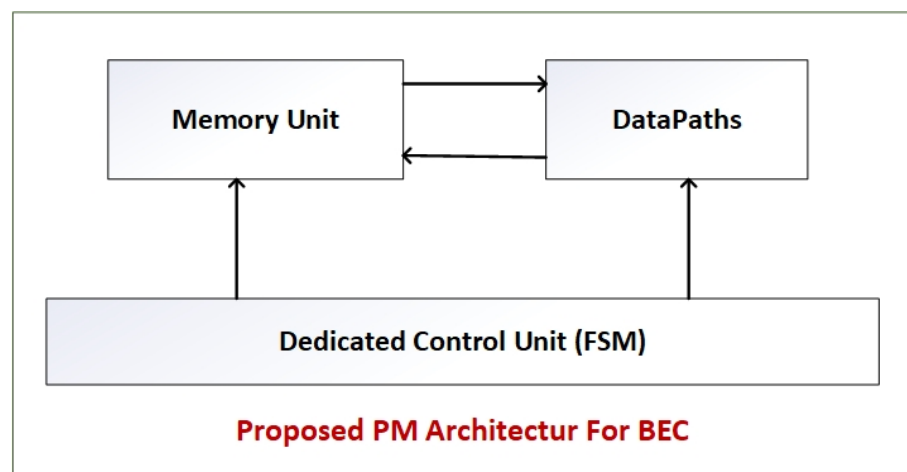 Memory Unit
DataPaths
Dedicated Control Unit (FSM)
Proposed PM Architectur For BEC